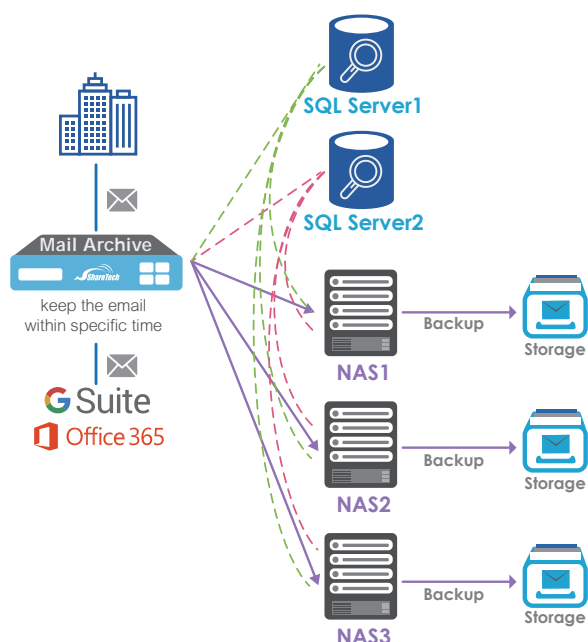 SQL Server1
SQL Server2
Mail Archive
ShareTech
keep the email
within specific time
G Suite
Office 365
NAS1
Backup
Storage
NAS2
Backup
Storage
NAS3
Backup
Storage